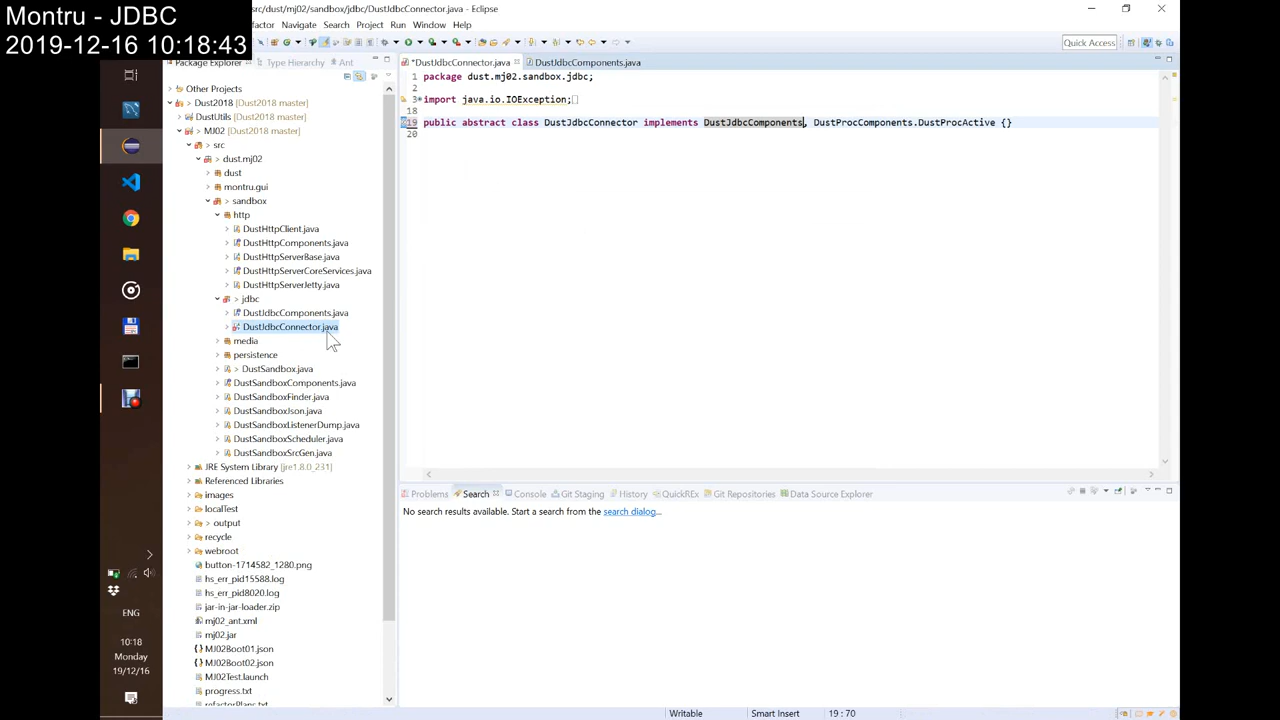 Montru - JDBC
2019-12-16 10:18:43
src/dust/mj02/sandbox/jdbc/DustJdbcConnector.java - Eclipse
efactor Navigate Search Project Run Window Help
Quick Access
Package Explorer Type Hierarchy Ant
*DustJdbcConnector.java DustJdbcComponents.java
Other Projects
Dust2018 [Dust2018 master]
DustUtils [Dust2018 master]
MJ02 [Dust2018 master]
src
> dust.mj02
dust
montru.gui
> sandbox
http
DustHttpClient.java
DustHttpComponents.java
DustHttpServerBase.java
DustHttpServerCoreServices.java
DustHttpServerJetty.java
> jdbc
DustJdbcComponents.java
DustJdbcConnector.java
media
persistence
> DustSandbox.java
DustSandboxComponents.java
DustSandboxFinder.java
DustSandboxJson.java
DustSandboxListenerDump.java
DustSandboxScheduler.java
DustSandboxSrcGen.java
JRE System Library [jre1.8.0_231]
Referenced Libraries
images
localTest
> output
recycle
webroot
button-1714582_1280.png
hs_err_pid15588.log
hs_err_pid8020.log
jar-in-jar-loader.zip
mj02_ant.xml
mj02.jar
MJ02Boot01.json
MJ02Boot02.json
MJ02Test.launch
progress.txt
refactorPlans.txt
1 package dust.mj02.sandbox.jdbc;
2
3 import java.io.IOException;
18
19 public abstract class DustJdbcConnector implements DustJdbcComponents, DustProcComponents.DustProcActive {}
20
Problems Search Console Git Staging History QuickREx Git Repositories Data Source Explorer
No search results available. Start a search from the search dialog...
ENG
10:18
Monday
19/12/16
Writable Smart Insert 19 : 70